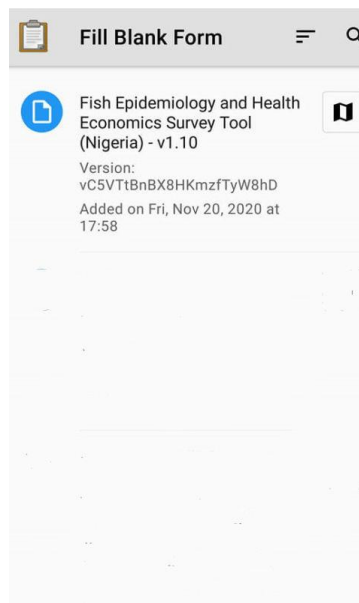 Fill Blank Form
Fish Epidemiology and Health
Economics Survey Tool
(Nigeria) - v1.10
Version:
vC5VTtBnBX8HKmzfTyW8hD
Added on Fri, Nov 20, 2020 at
17:58